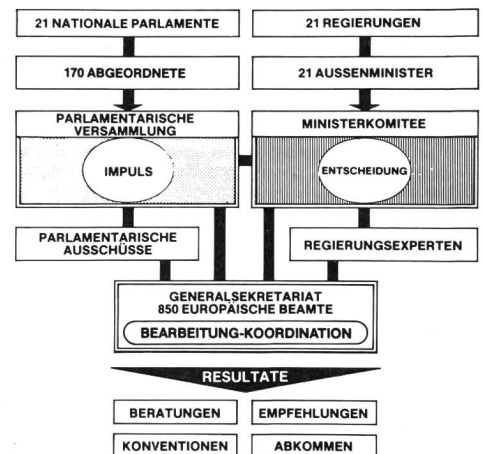 21 NATIONALE PARLAMENTE
21 REGIERUNGEN
170 ABGEORDNETE
21 AUSSENMINISTER
PARLAMENTARISCHE
VERSAMMLUNG
MINISTERKOMITEE
IMPULS
ENTSCHEIDUNG
PARLAMENTARISCHE
AUSSCHÜSSE
REGIERUNGSEXPERTEN
GENERALSEKRETARIAT
850 EUROPÄISCHE BEAMTE
BEARBEITUNG-KOORDINATION
RESULTATE
BERATUNGEN
EMPFEHLUNGEN
KONVENTIONEN
ABKOMMEN